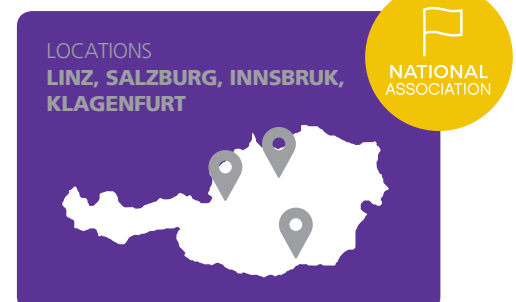 LOCATIONS
LINZ, SALZBURG, INNSBRUK,
KLAGENFURT
NATIONAL
ASSOCIATION